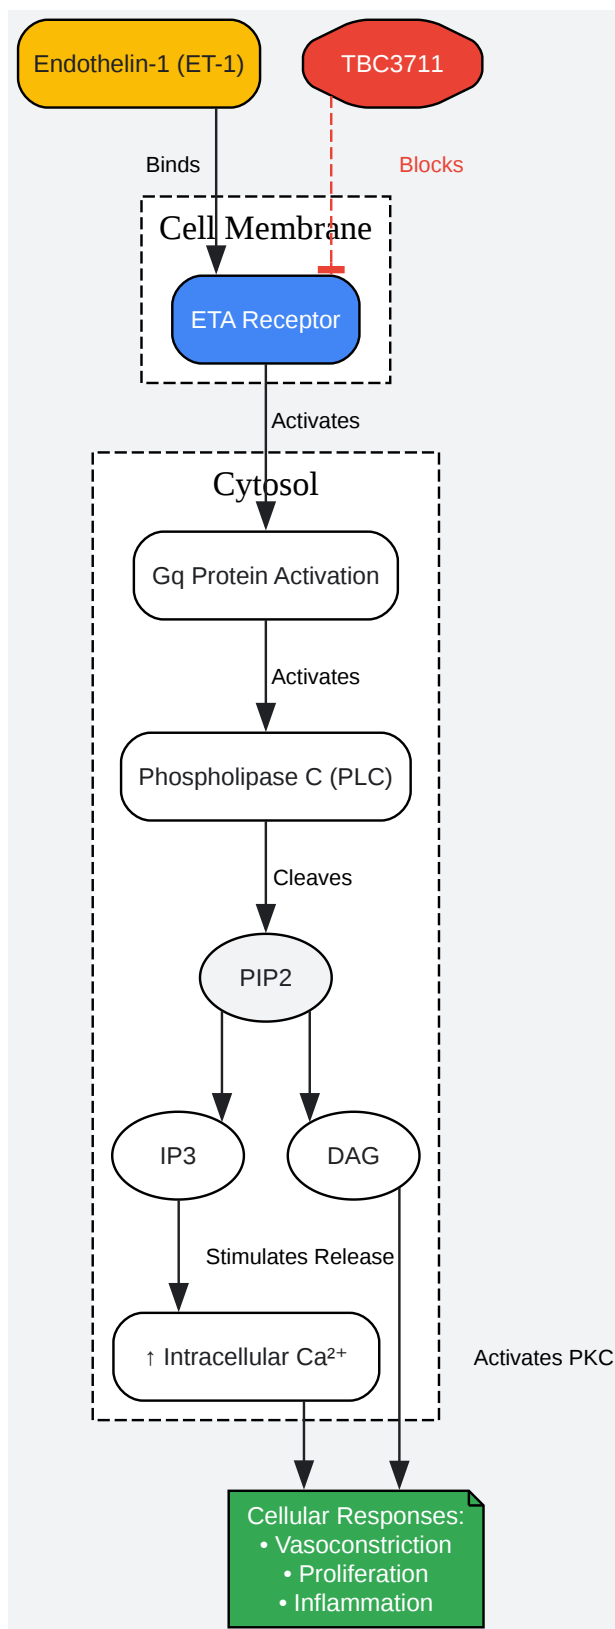 Endothelin-1 (ET-1)
TBC3711
Binds
Blocks
Cell Membrane
ETA Receptor
Activates
Cytosol
Gq Protein Activation
Activates
Phospholipase C (PLC)
Cleaves
PIP2
IP3
DAG
Stimulates Release
↑ Intracellular Ca²⁺
Activates PKC
Cellular Responses:
• Vasoconstriction
• Proliferation
• Inflammation